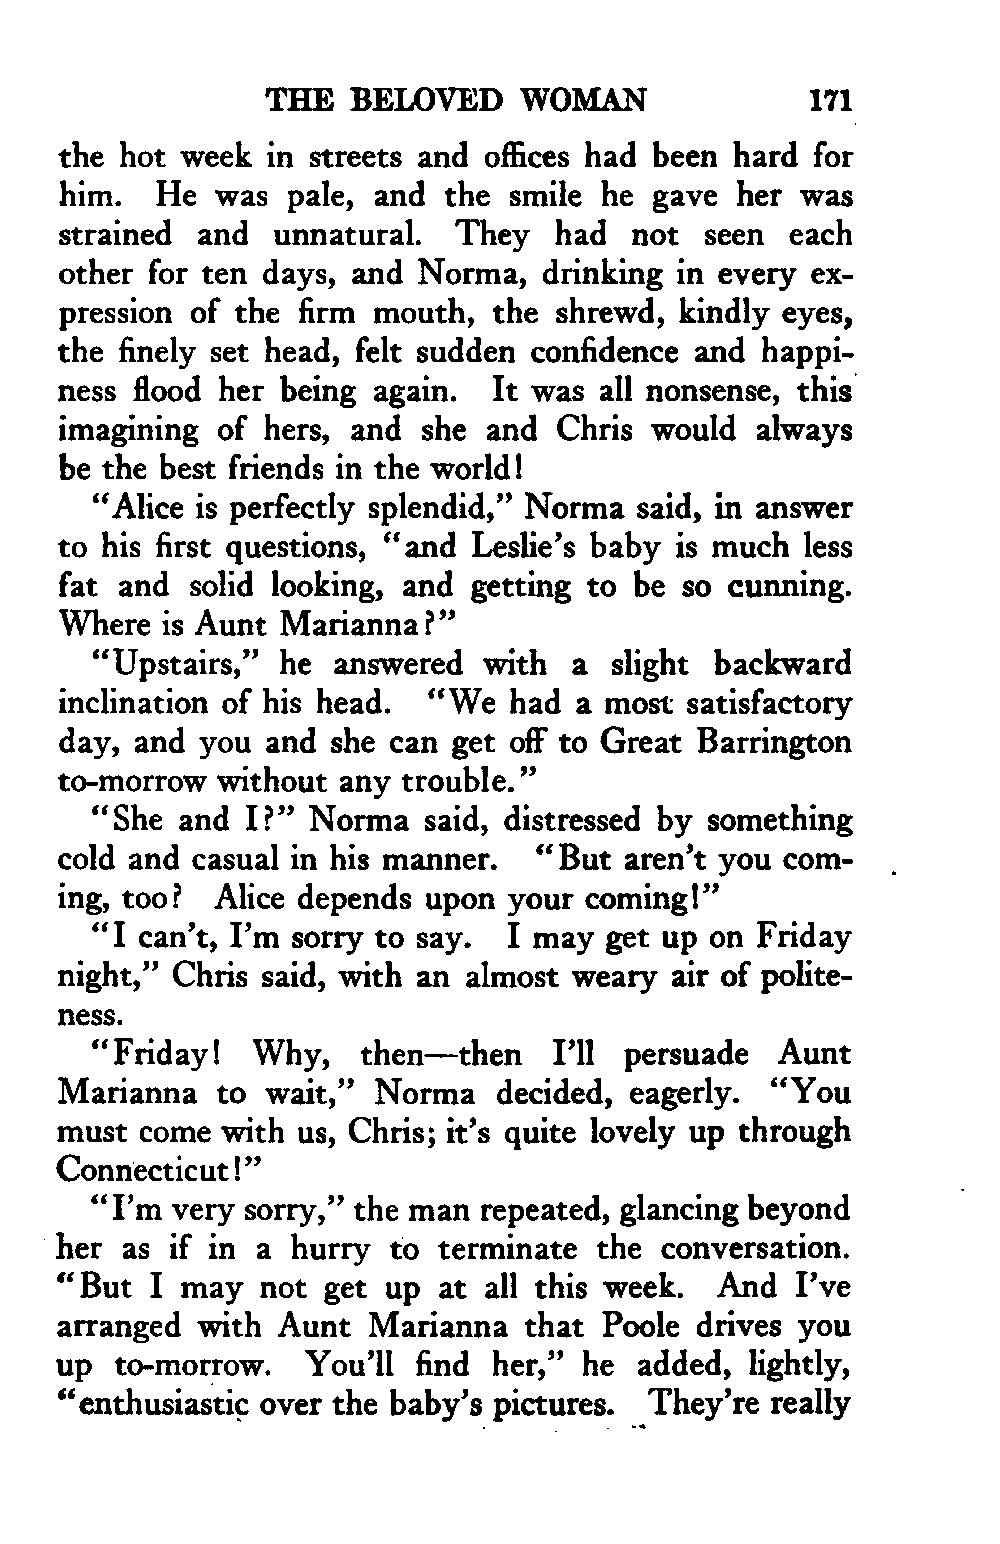 THE BELOVED WOMAN 171
the hot week in streets and offices had been hard for
him. He was pale, and the smile he gave her was
strained and unnatural. They had not seen each
other for ten days, and Norma, drinking in every ex-
pression of the firm mouth, the shrewd, kindly eyes,
the finely set head, felt sudden confidence and happi-
ness flood her being again. It was all nonsense, this
imagining of hers, and she and Chris would always
be the best friends in the world!
“Alice is perfectly splendid,” Norma said, in answer
to his first questions, “and Leslie’s baby is much less
fat and solid looking, and getting to be so cunning.
Where is Aunt Marianna?”
“Upstairs,” he answered with a slight backward
inclination of his head. “We had a most satisfactory
day, and you and she can get off to Great Barrington
to-morrow without any trouble.”
“She and I?” Norma said, distressed by something
cold and casual in his manner. “But aren’t you com-
ing, too? Alice depends upon your coming!”
“I can’t, I’m sorry to say. I may get up on Friday
night,” Chris said, with an almost weary air of polite-
ness.
“Friday! Why, then—then I’ll persuade Aunt
Marianna to wait,” Norma decided, eagerly. “You
must come with us, Chris; it’s quite lovely up through
Connecticut!”
“I’m very sorry,” the man repeated, glancing beyond
her as if in a hurry to terminate the conversation.
“But I may not get up at all this week. And I’ve
arranged with Aunt Marianna that Poole drives you
up to-morrow. You’ll find her,” he added, lightly,
“enthusiastic over the baby’s pictures. They’re really